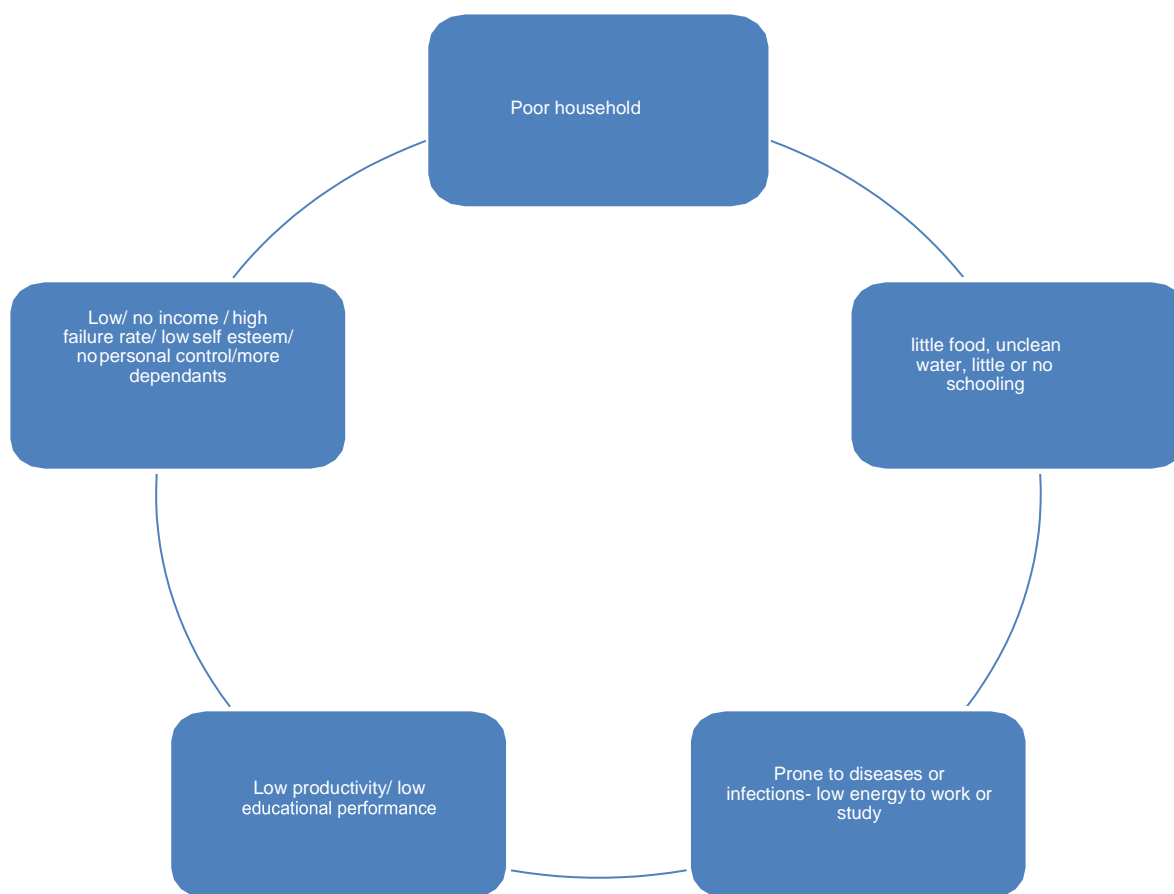 Poor household
little food, unclean
water, little or no
schooling
Prone to diseases or
infections- low energy to work or
study
Low productivity/ low
educational performance
Low/ no income / high
failure rate/ low self esteem/
no personal control/more
dependants